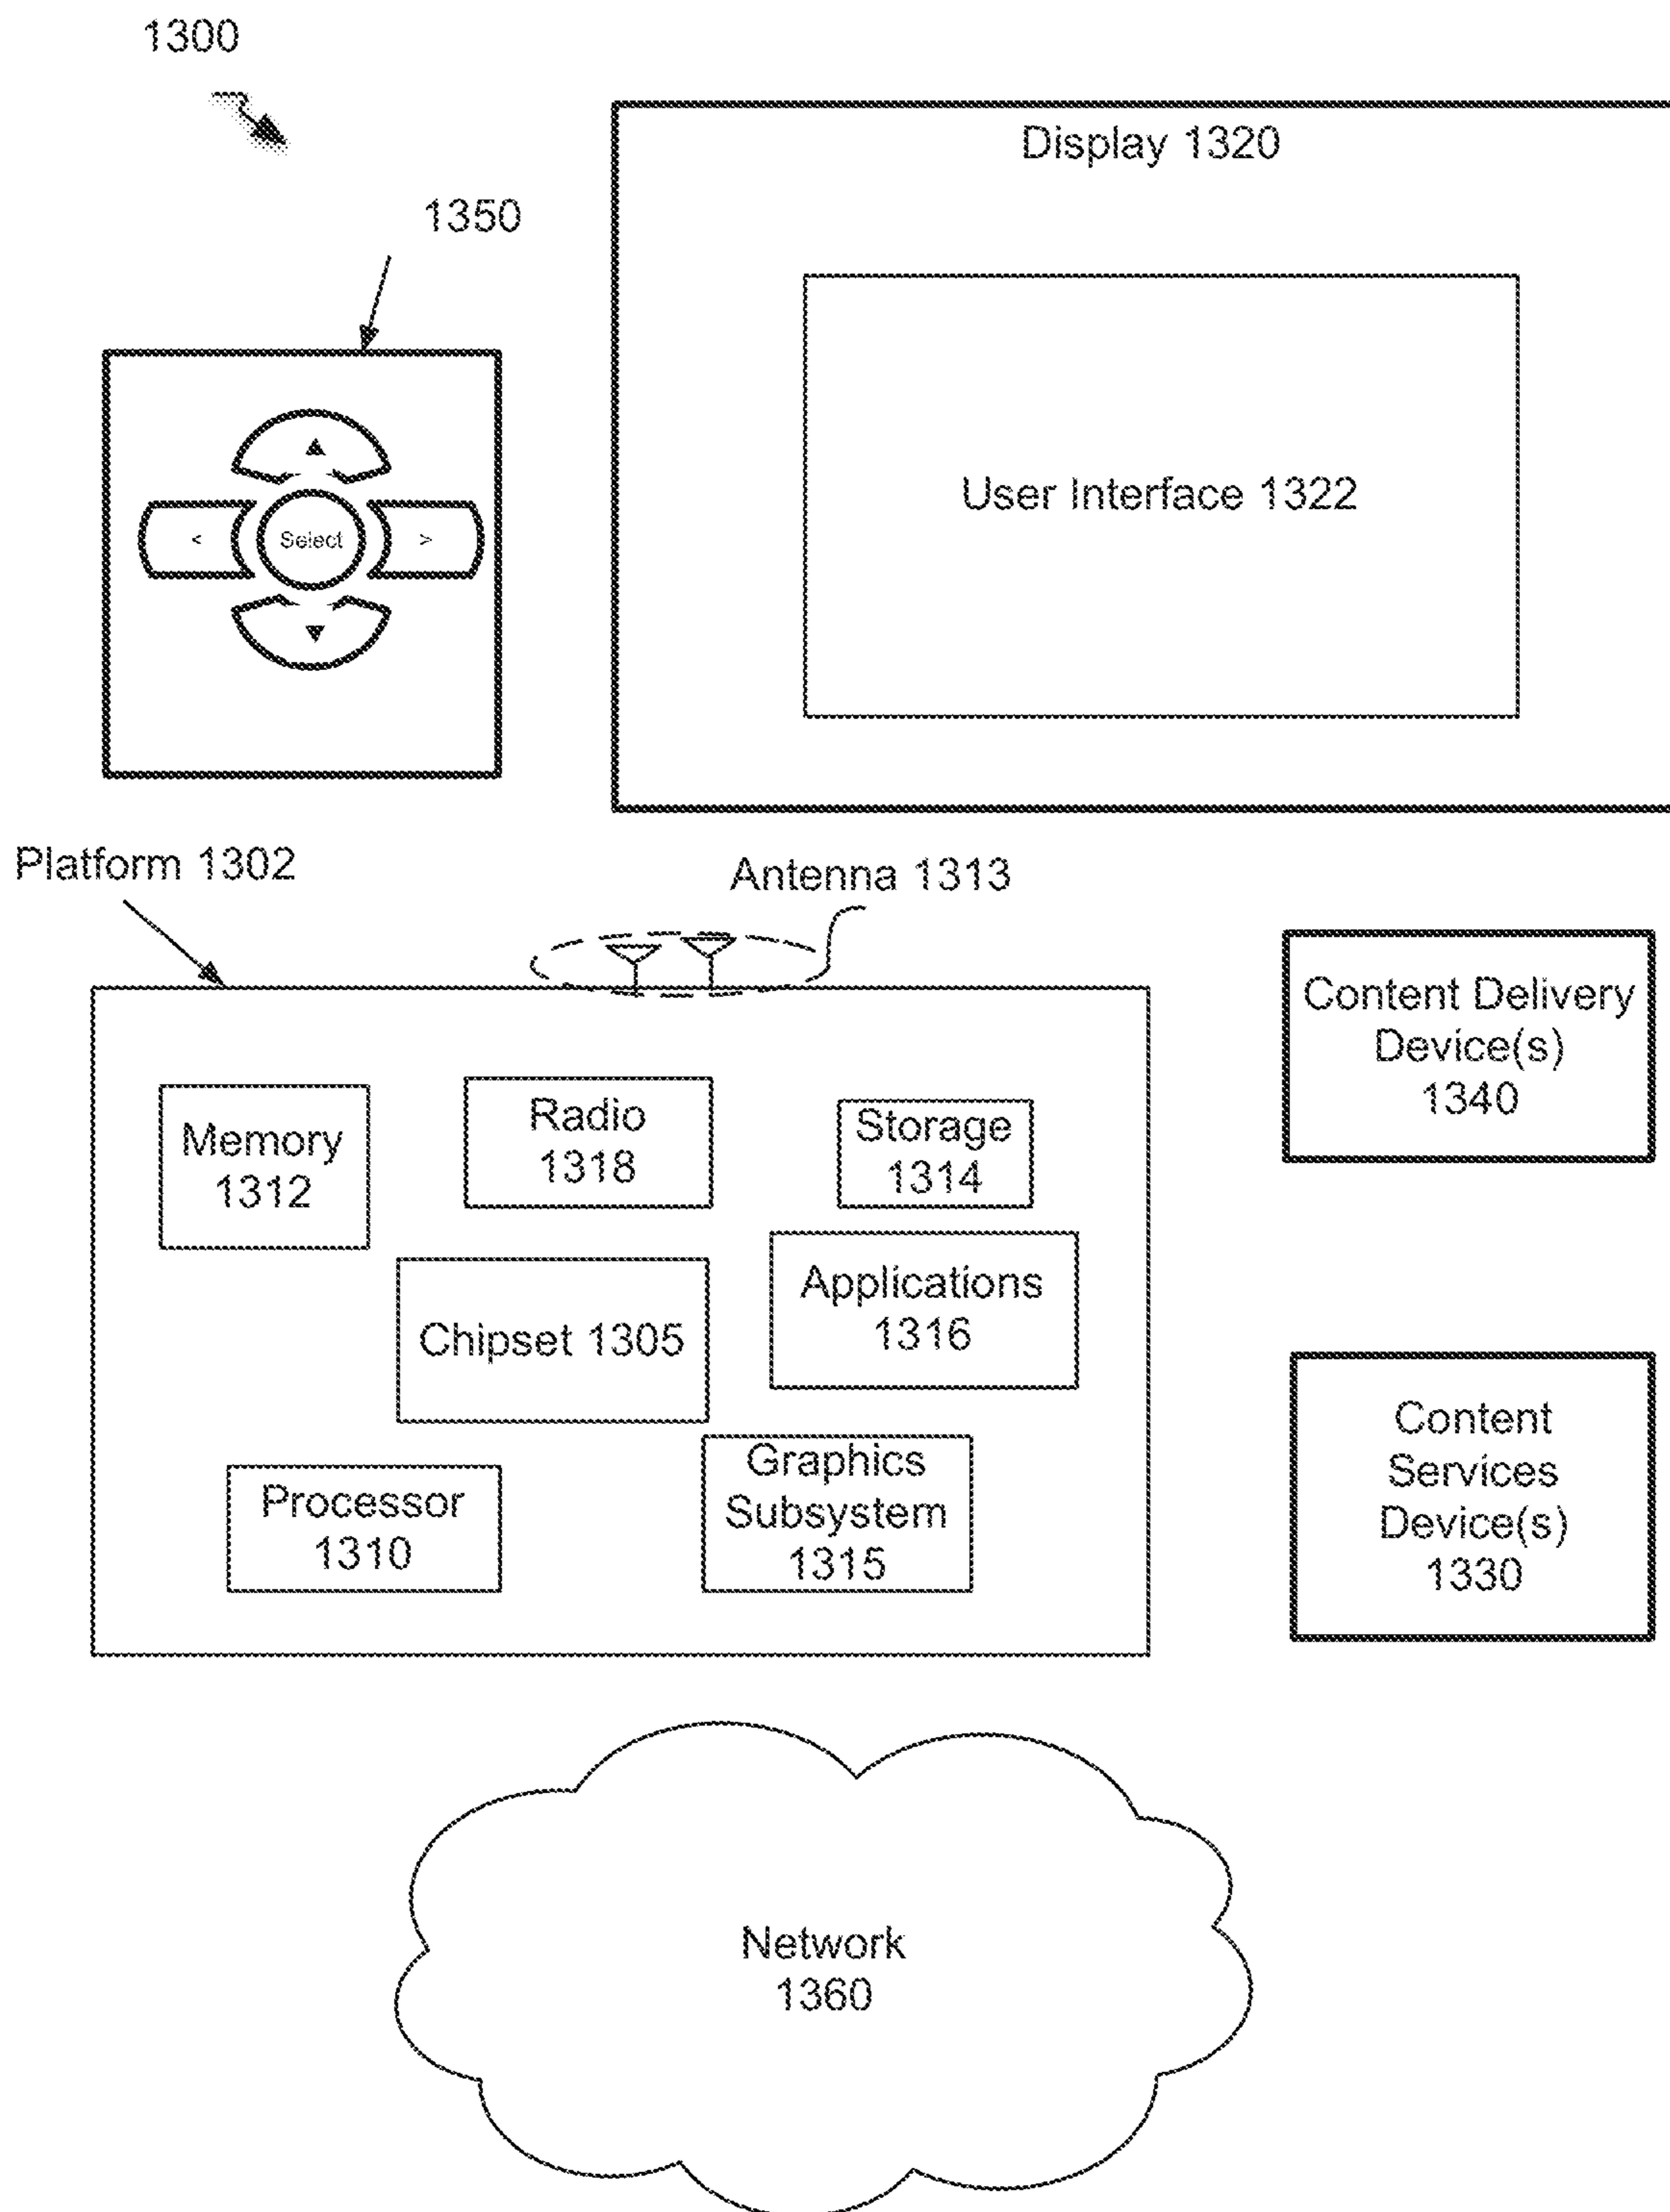 1300
Display 1320
1350
User Interface 1322
<
Select
>
Platform 1302
Antenna 1313
Content Delivery
Device(s)
1340
Memory
1312
Radio
1318
Storage
1314
Chipset 1305
Applications
1316
Content
Services
Device(s)
1330
Processor
1310
Graphics
Subsystem
1315
Network
1360